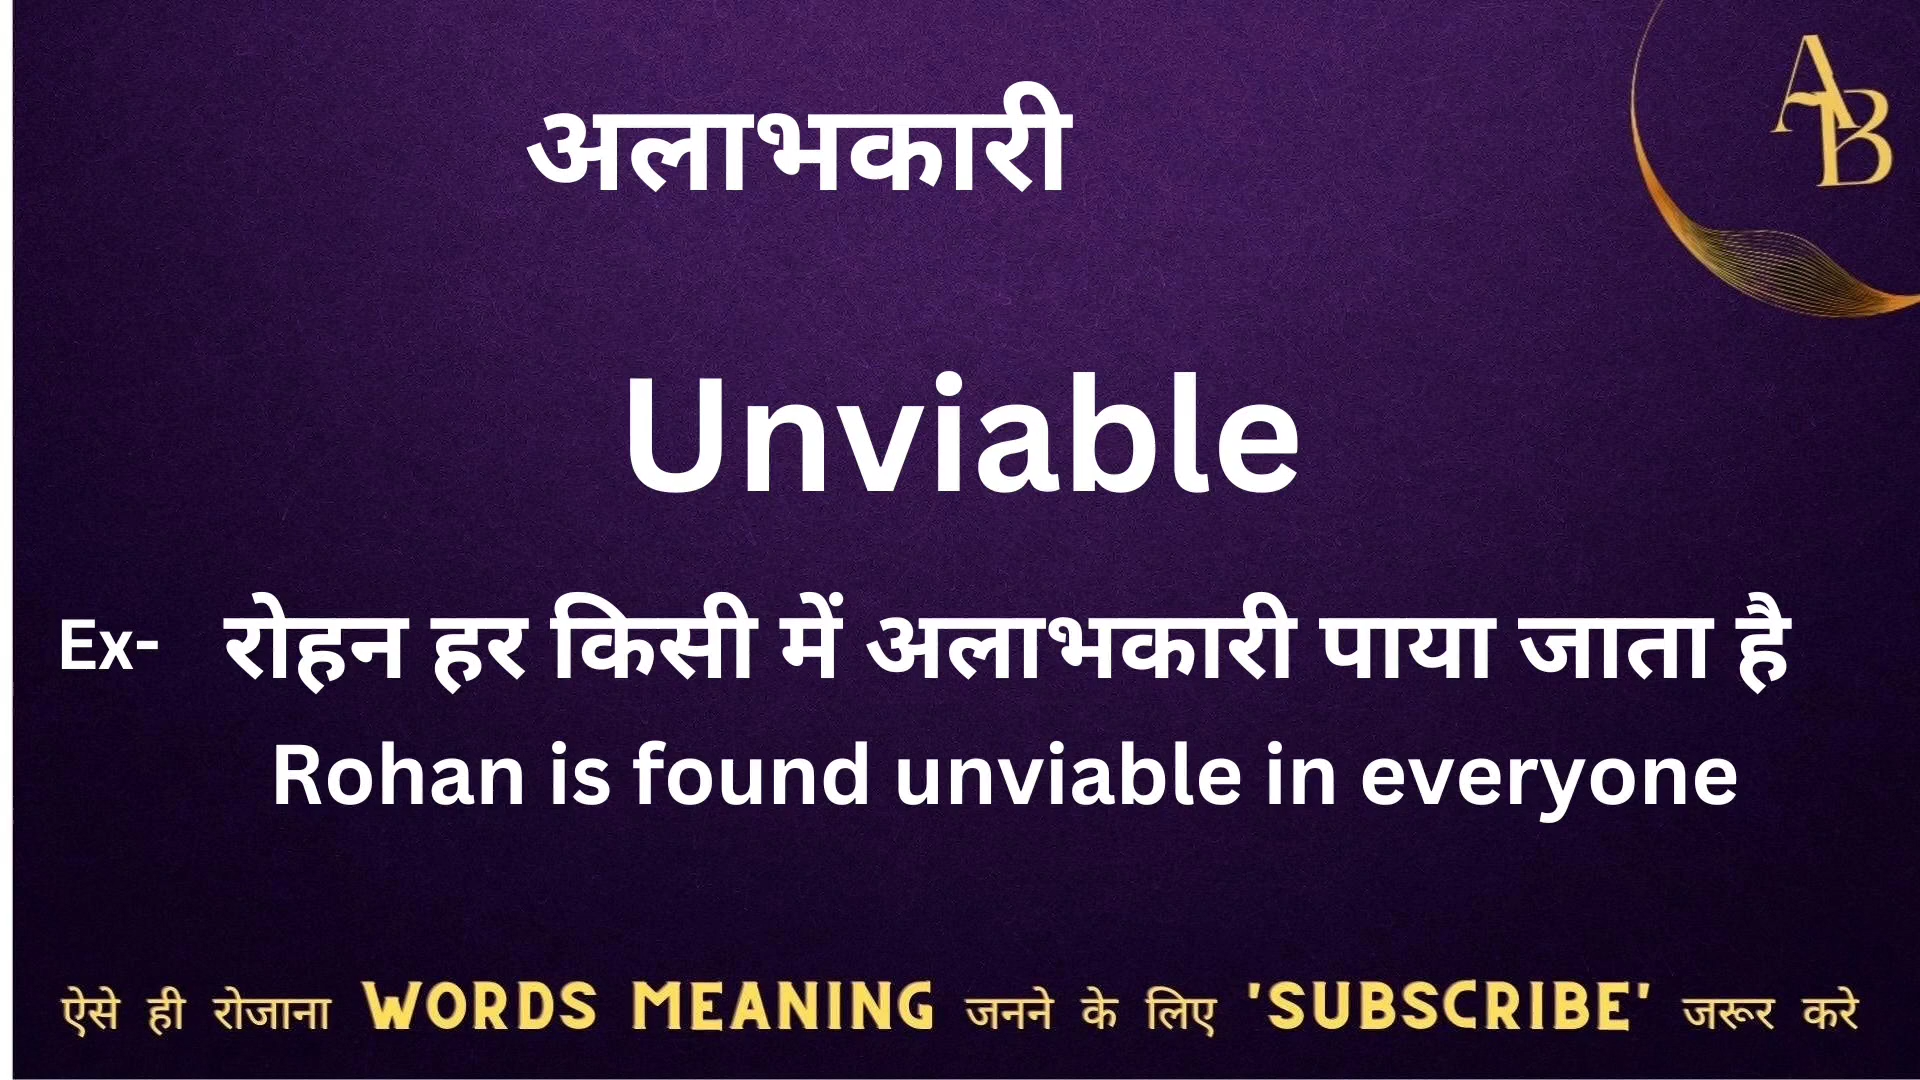 AB
अलाभकारी
Unviable
Ex- रोहन हर किसी में अलाभकारी पाया जाता है
Rohan is found unviable in everyone
ऐसे ही रोजाना WORDS MEANING जनने के लिए 'SUBSCRIBE' जरूर करे